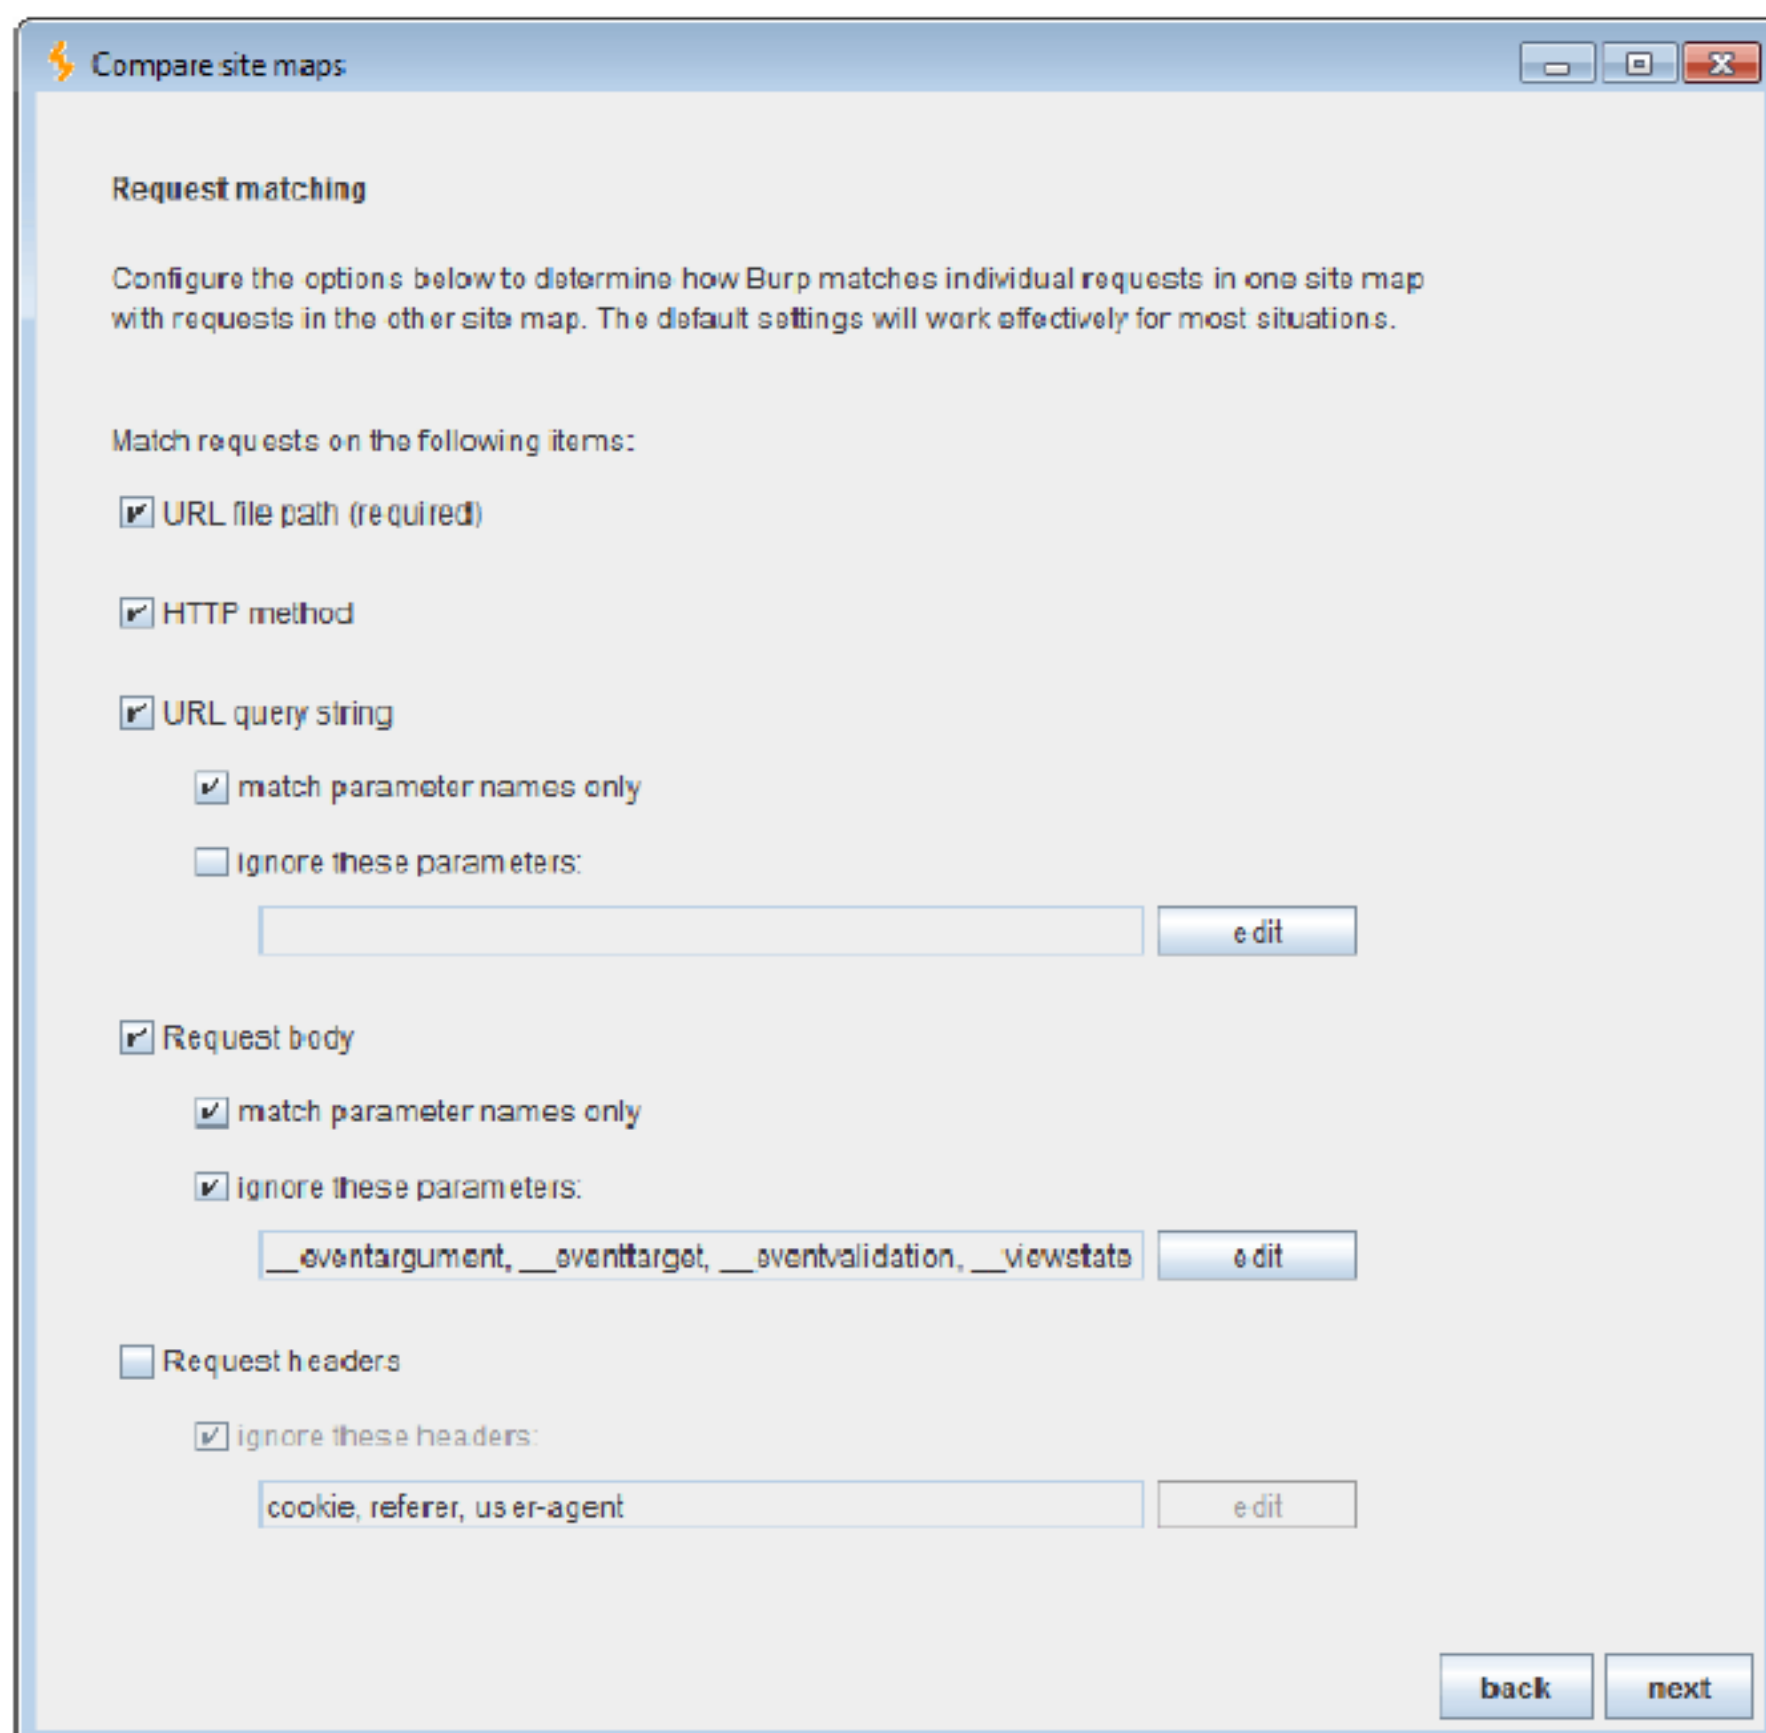 Compare site maps
Request matching
Configure the options below to determine how Burp matches individual requests in one site map
with requests in the other site map. The default settings will work effectively for most situations.
Match requests on the following items:
URL file path (required)
HTTP method
URL query string
match parameter names only
ignore these parameters:
edit
Request body
match parameter names only
ignore these parameters:
__eventargument, __eventtarget, __eventvalidation, __viewstate edit
Request headers
ignore these headers:
cookie, referer, user-agent edit
back next